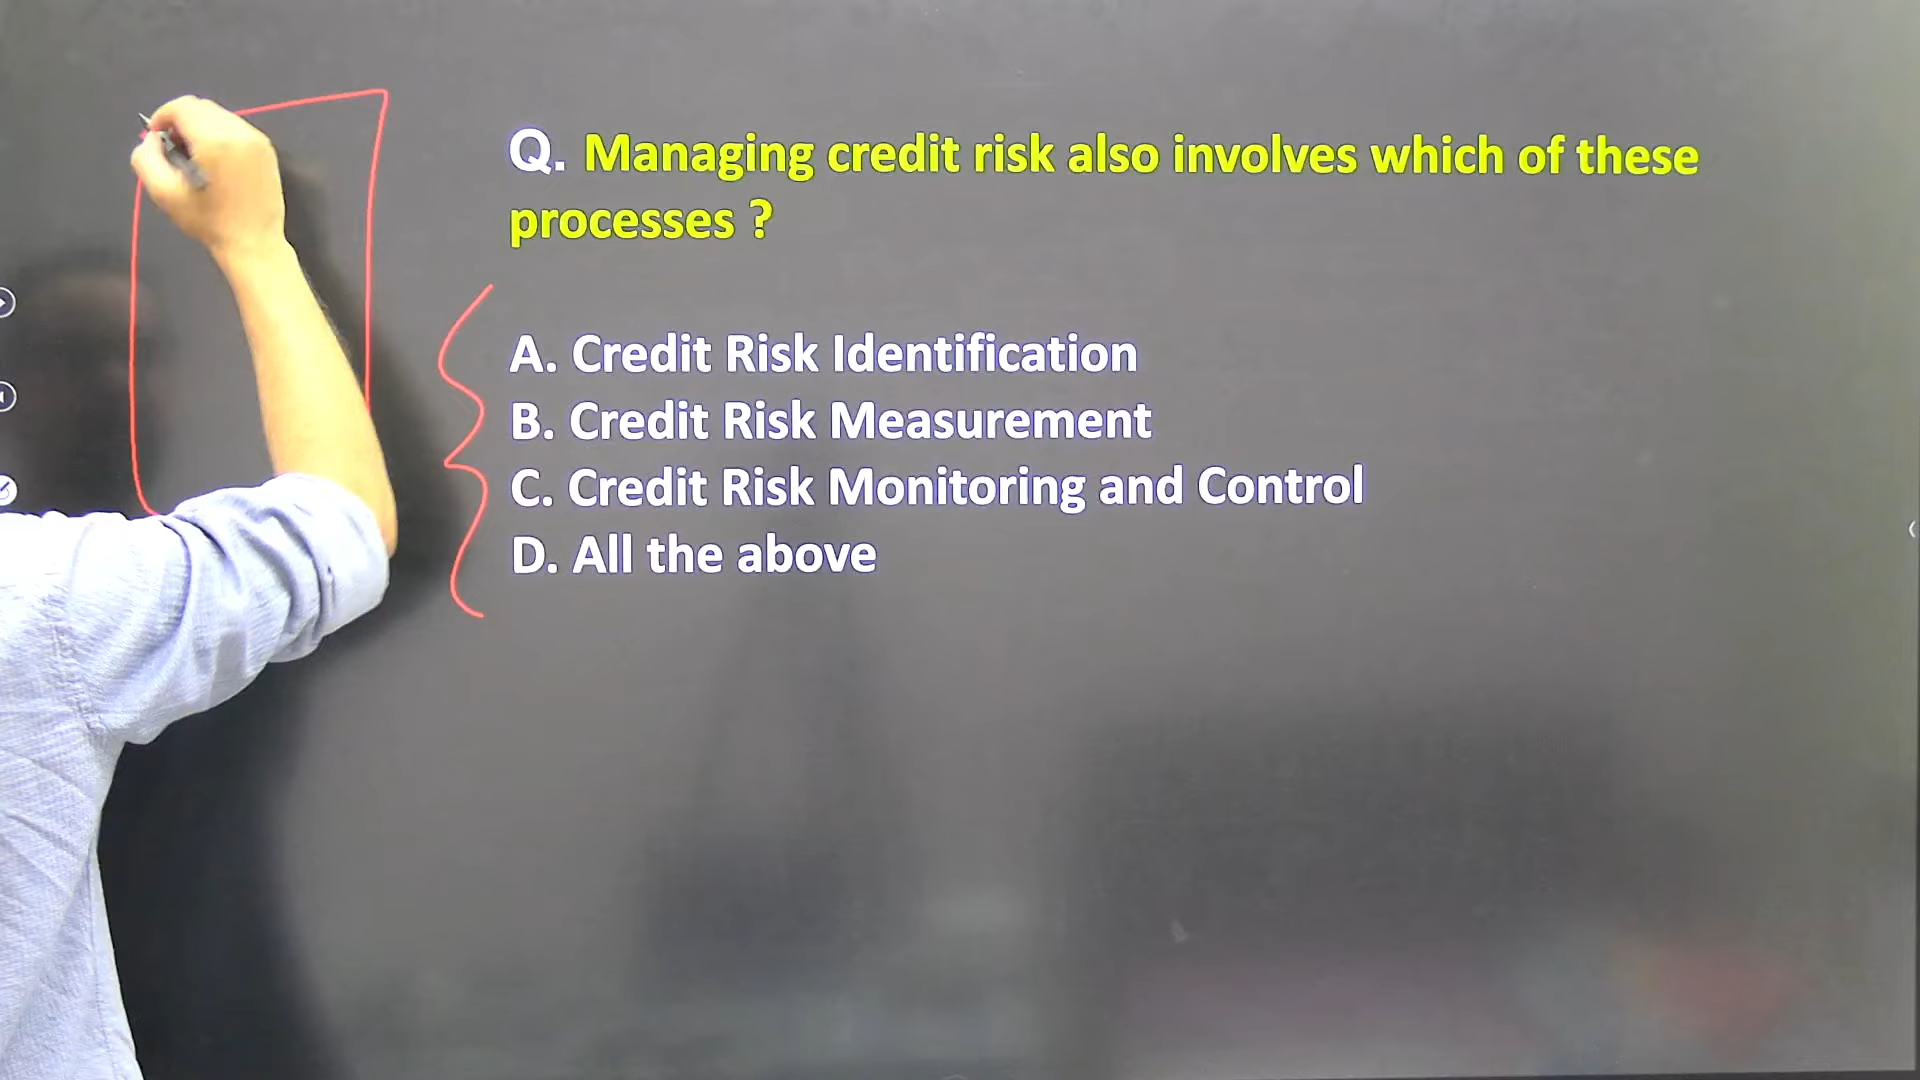 Q. Managing credit risk also involves which of these
processes ?
A. Credit Risk Identification
B. Credit Risk Measurement
C. Credit Risk Monitoring and Control
D. All the above